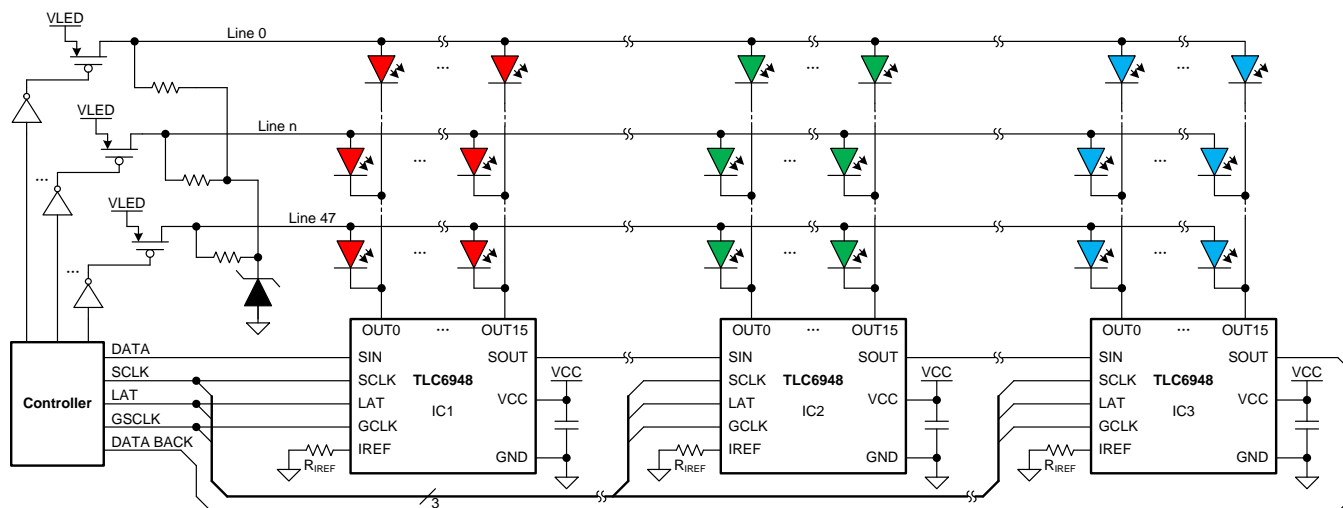 VLED
Line 0
...
...
...
VLED
Line n
...
...
...
...
VLED
Line 47
...
...
...
...
OUT0 ... OUT15
OUT0 ... OUT15
OUT0 ... OUT15
Controller
DATA
SCLK
LAT
GSCLK
DATA BACK
SIN
SCLK
LAT
GCLK
IREF
TLC6948
IC1
SOUT
VCC
GND
VCC
RIREF
SIN
SCLK
LAT
GCLK
IREF
TLC6948
IC2
SOUT
VCC
GND
VCC
RIREF
SIN
SCLK
LAT
GCLK
IREF
TLC6948
IC3
SOUT
VCC
GND
VCC
RIREF
3